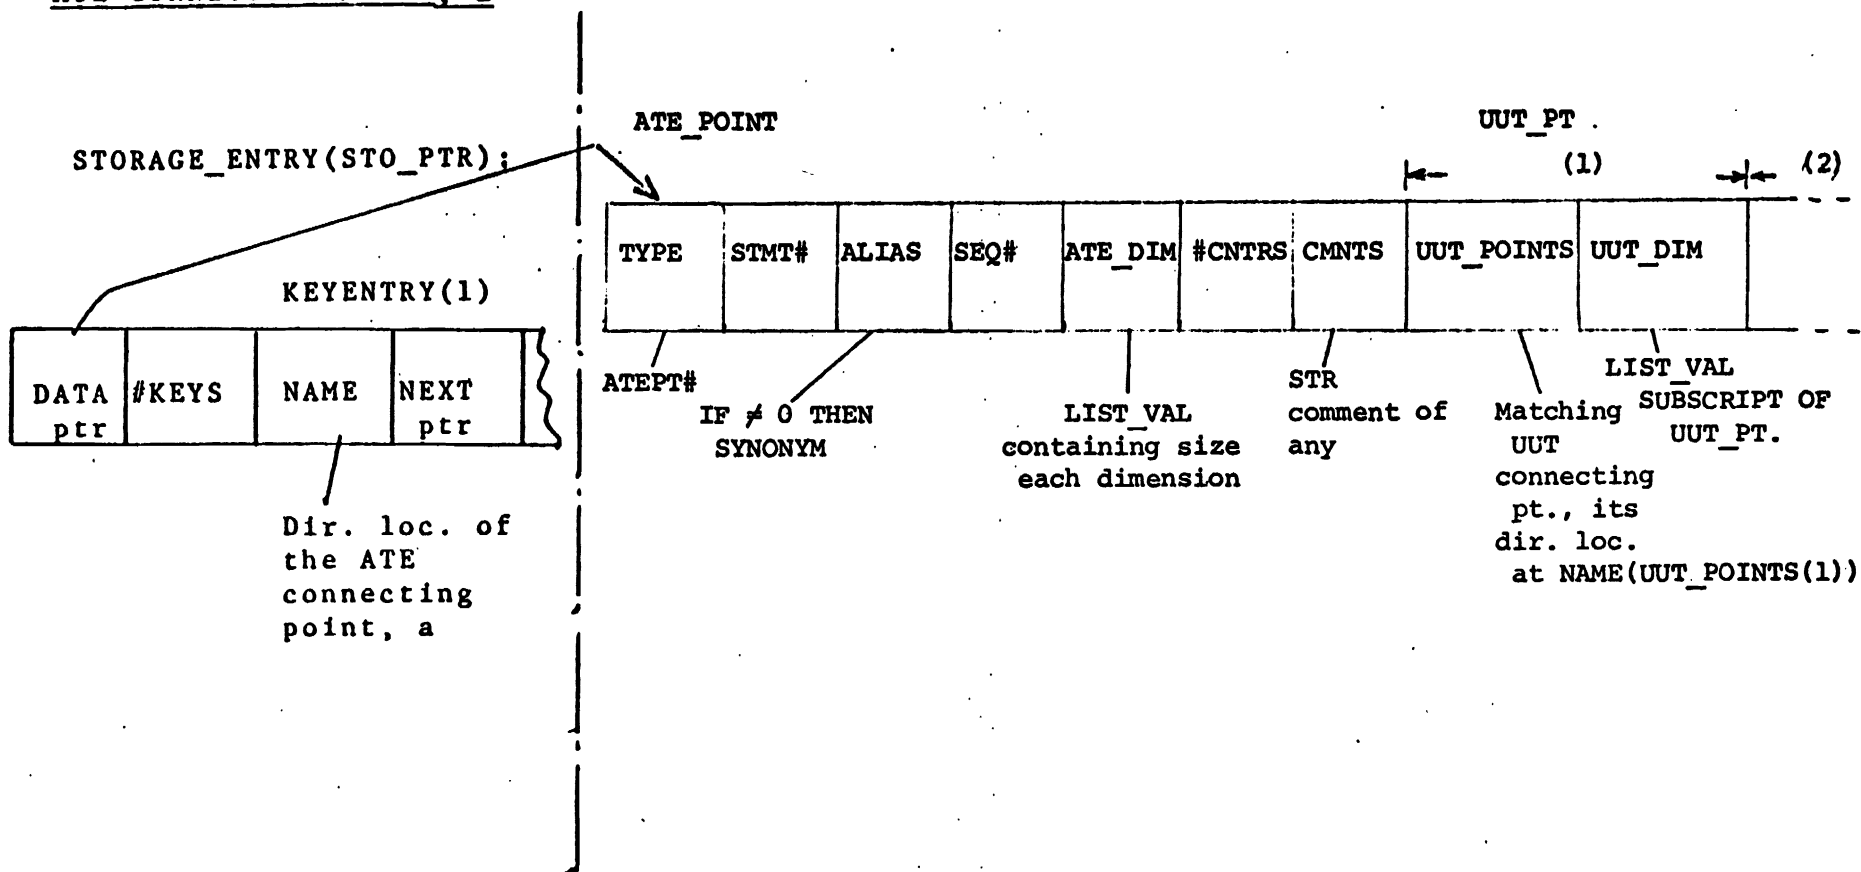 STORAGE_ENTRY(STO_PTR);
KEYENTRY(1)
DATA ptr
#KEYS
NAME
NEXT ptr
Dir. loc. of
the ATE
connecting
point, a
ATE_POINT
UUT_PT .
(1)
(2)
TYPE
STMT#
ALIAS
SEQ#
ATE_DIM
#CNTRS
CMNTS
UUT_POINTS
UUT_DIM
ATEPT#
IF ≠ 0 THEN
SYNONYM
LIST_VAL
containing size
each dimension
STR
comment of
any
Matching
UUT
connecting
pt., its
dir. loc.
at NAME(UUT_POINTS(1))
LIST_VAL
SUBSCRIPT OF
UUT_PT.